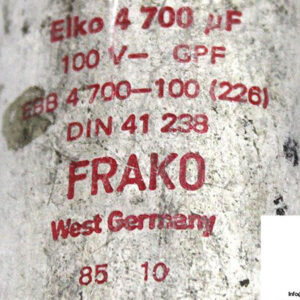 Elko 4 700 µF
100 V– GPF
EBB 4 700–100 (226)
DIN 41 238
FRAKO
West Germany
85 10